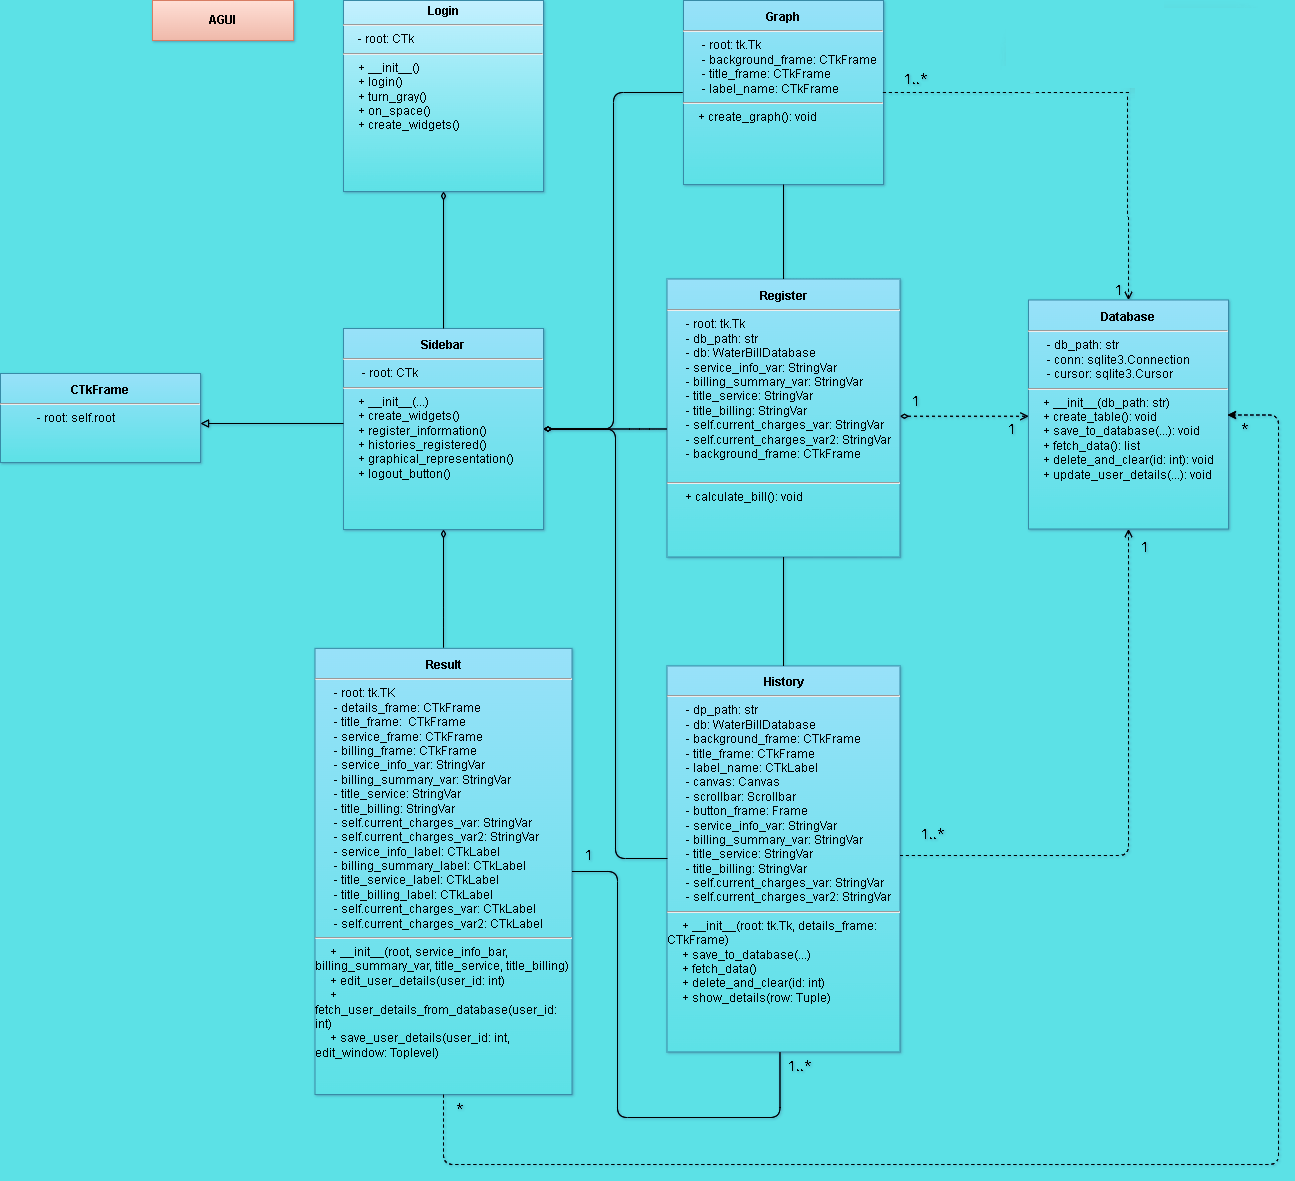 AGUI
Login
- root: CTk
+ __init__()
+ login()
+ turn_gray()
+ on_space()
+ create_widgets()
Graph
- root: tk.Tk
- background_frame: CTkFrame
- title_frame: CTkFrame
- label_name: CTkFrame
+ create_graph(): void
1..*
1
CTkFrame
- root: self.root
Sidebar
- root: CTk
+ __init__(...)
+ create_widgets()
+ register_information()
+ histories_registered()
+ graphical_representation()
+ logout_button()
Register
- root: tk.Tk
- db_path: str
- db: WaterBillDatabase
- service_info_var: StringVar
- billing_summary_var: StringVar
- title_service: StringVar
- title_billing: StringVar
- self.current_charges_var: StringVar
- self.current_charges_var2: StringVar
- background_frame: CTkFrame
+ calculate_bill(): void
1
1
Database
- db_path: str
- conn: sqlite3.Connection
- cursor: sqlite3.Cursor
+ __init__(db_path: str)
+ create_table(): void
+ save_to_database(...): void
+ fetch_data(): list
+ delete_and_clear(id: int): void
+ update_user_details(...): void
*
1
Result
- root: tk.TK
- details_frame: CTkFrame
- title_frame:  CTkFrame
- service_frame: CTkFrame
- billing_frame: CTkFrame
- service_info_var: StringVar
- billing_summary_var: StringVar
- title_service: StringVar
- title_billing: StringVar
- self.current_charges_var: StringVar
- self.current_charges_var2: StringVar
- service_info_label: CTkLabel
- billing_summary_label: CTkLabel
- title_service_label: CTkLabel
- title_billing_label: CTkLabel
- self.current_charges_var: CTkLabel
- self.current_charges_var2: CTkLabel
+ __init__(root, service_info_bar,
billing_summary_var, title_service, title_billing)
+ edit_user_details(user_id: int)
+
fetch_user_details_from_database(user_id:
int)
+ save_user_details(user_id: int,
edit_window: Toplevel)
1
*
History
- dp_path: str
- db: WaterBillDatabase
- background_frame: CTkFrame
- title_frame: CTkFrame
- label_name: CTkLabel
- canvas: Canvas
- scrollbar: Scrollbar
- button_frame: Frame
- service_info_var: StringVar
- billing_summary_var: StringVar
- title_service: StringVar
- title_billing: StringVar
- self.current_charges_var: StringVar
- self.current_charges_var2: StringVar
+ __init__(root: tk.Tk, details_frame:
CTkFrame)
+ save_to_database(...)
+ fetch_data()
+ delete_and_clear(id: int)
+ show_details(row: Tuple)
1..*
1..*